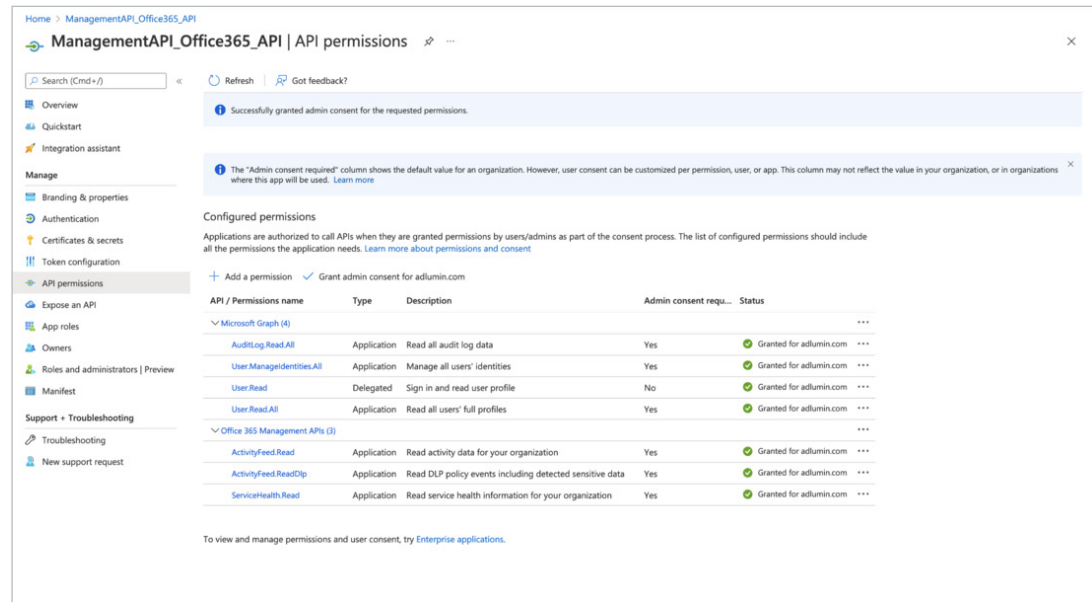 Home > ManagementAPI_Office365_API
ManagementAPI_Office365_API | API permissions
Search (Cmd+/)
Refresh
Got feedback?
Overview
Quickstart
Integration assistant
Manage
Branding & properties
Authentication
Certificates & secrets
Token configuration
API permissions
Expose an API
App roles
Owners
Roles and administrators | Preview
Manifest
Support + Troubleshooting
Troubleshooting
New support request
Successfully granted admin consent for the requested permissions.
The "Admin consent required" column shows the default value for an organization. However, user consent can be customized per permission, user, or app. This column may not reflect the value in your organization, or in organizations
where this app will be used. Learn more
Configured permissions
Applications are authorized to call APIs when they are granted permissions by users/admins as part of the consent process. The list of configured permissions should include
all the permissions the application needs. Learn more about permissions and consent
Add a permission
Grant admin consent for adlumin.com
API / Permissions name Type Description Admin consent requ... Status
Microsoft Graph (4)
AuditLog.Read.All Application Read all audit log data Yes Granted for adlumin.com
User.ManageIdentities.All Application Manage all users' identities Yes Granted for adlumin.com
User.Read Delegated Sign in and read user profile No Granted for adlumin.com
User.Read.All Application Read all users' full profiles Yes Granted for adlumin.com
Office 365 Management APIs (3)
ActivityFeed.Read Application Read activity data for your organization Yes Granted for adlumin.com
ActivityFeed.ReadDlp Application Read DLP policy events including detected sensitive data Yes Granted for adlumin.com
ServiceHealth.Read Application Read service health information for your organization Yes Granted for adlumin.com
To view and manage permissions and user consent, try Enterprise applications.